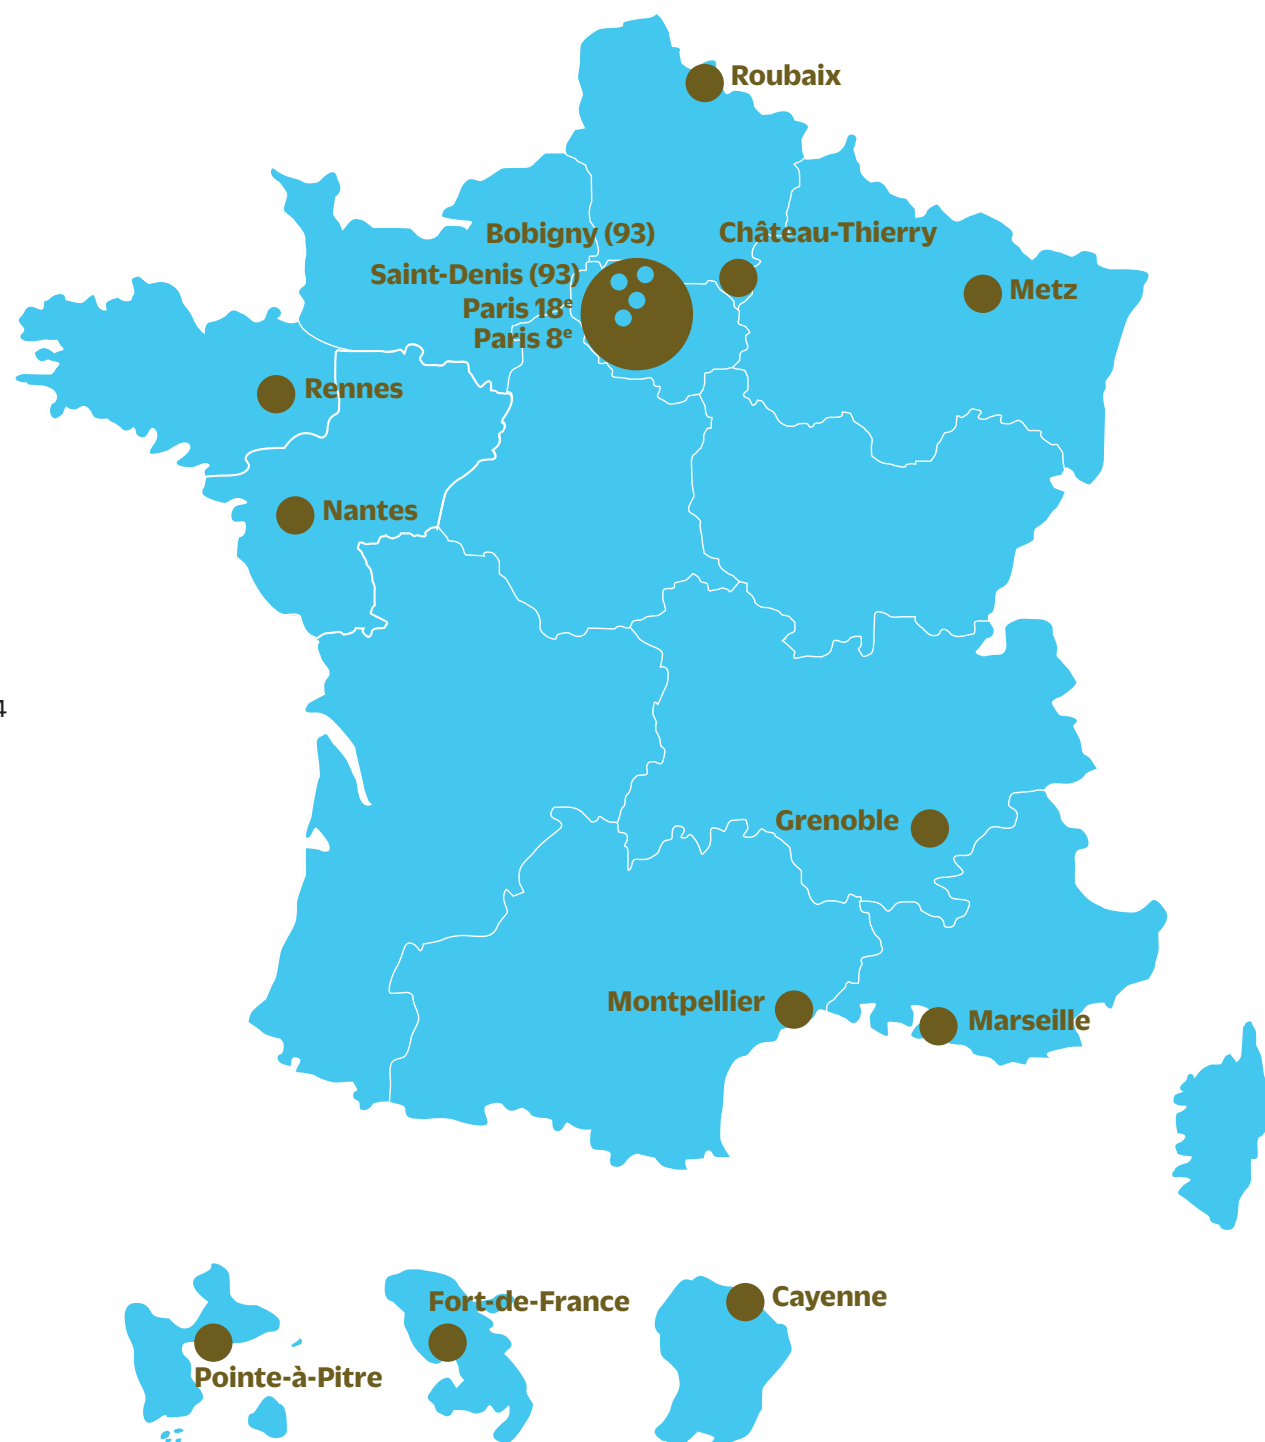 Roubaix
Bobigny (93)
Château-Thierry
Saint-Denis (93)
Metz
Paris 18e
Paris 8e
Rennes
Nantes
4
Grenoble
Montpellier
Marseille
Fort-de-France
Cayenne
Pointe-à-Pitre